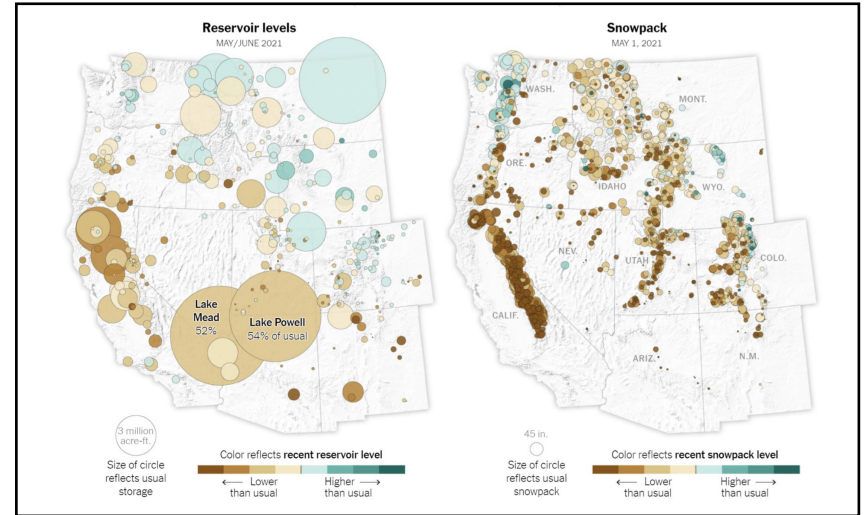 Reservoir levels
MAY/JUNE 2021
Lake
Mead
52%
Lake Powell
54% of usual
3 million
acre-ft.
Size of circle
reflects usual
storage
Color reflects recent reservoir level
← Lower
than usual
Higher →
than usual
Snowpack
MAY 1, 2021
WASH.
MONT.
ORE.
IDAHO
WYO.
NEV.
UTAH
COLO.
CALIF.
ARIZ.
N.M.
45 in.
Size of circle
reflects usual
snowpack
Color reflects recent snowpack level
← Lower
than usual
Higher →
than usual